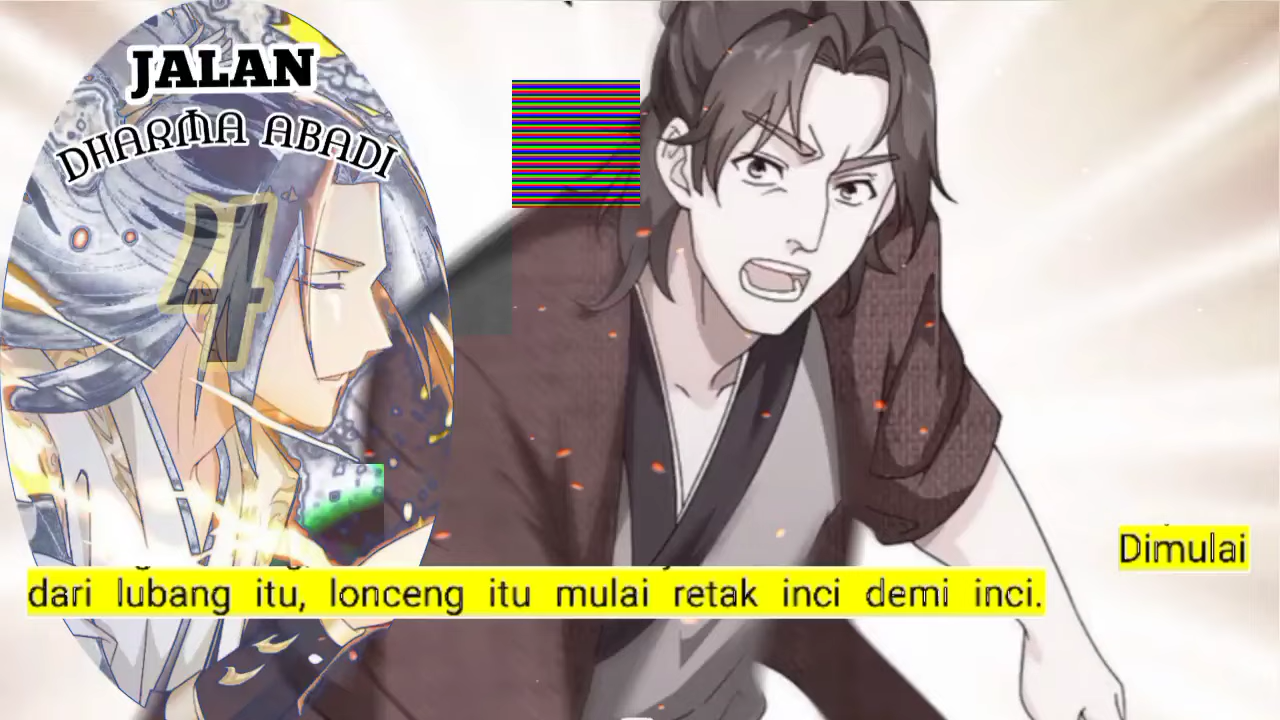 JALAN
DHARMA ABADI
4
Dimulai
dari lubang itu, lonceng itu mulai retak inci demi inci.